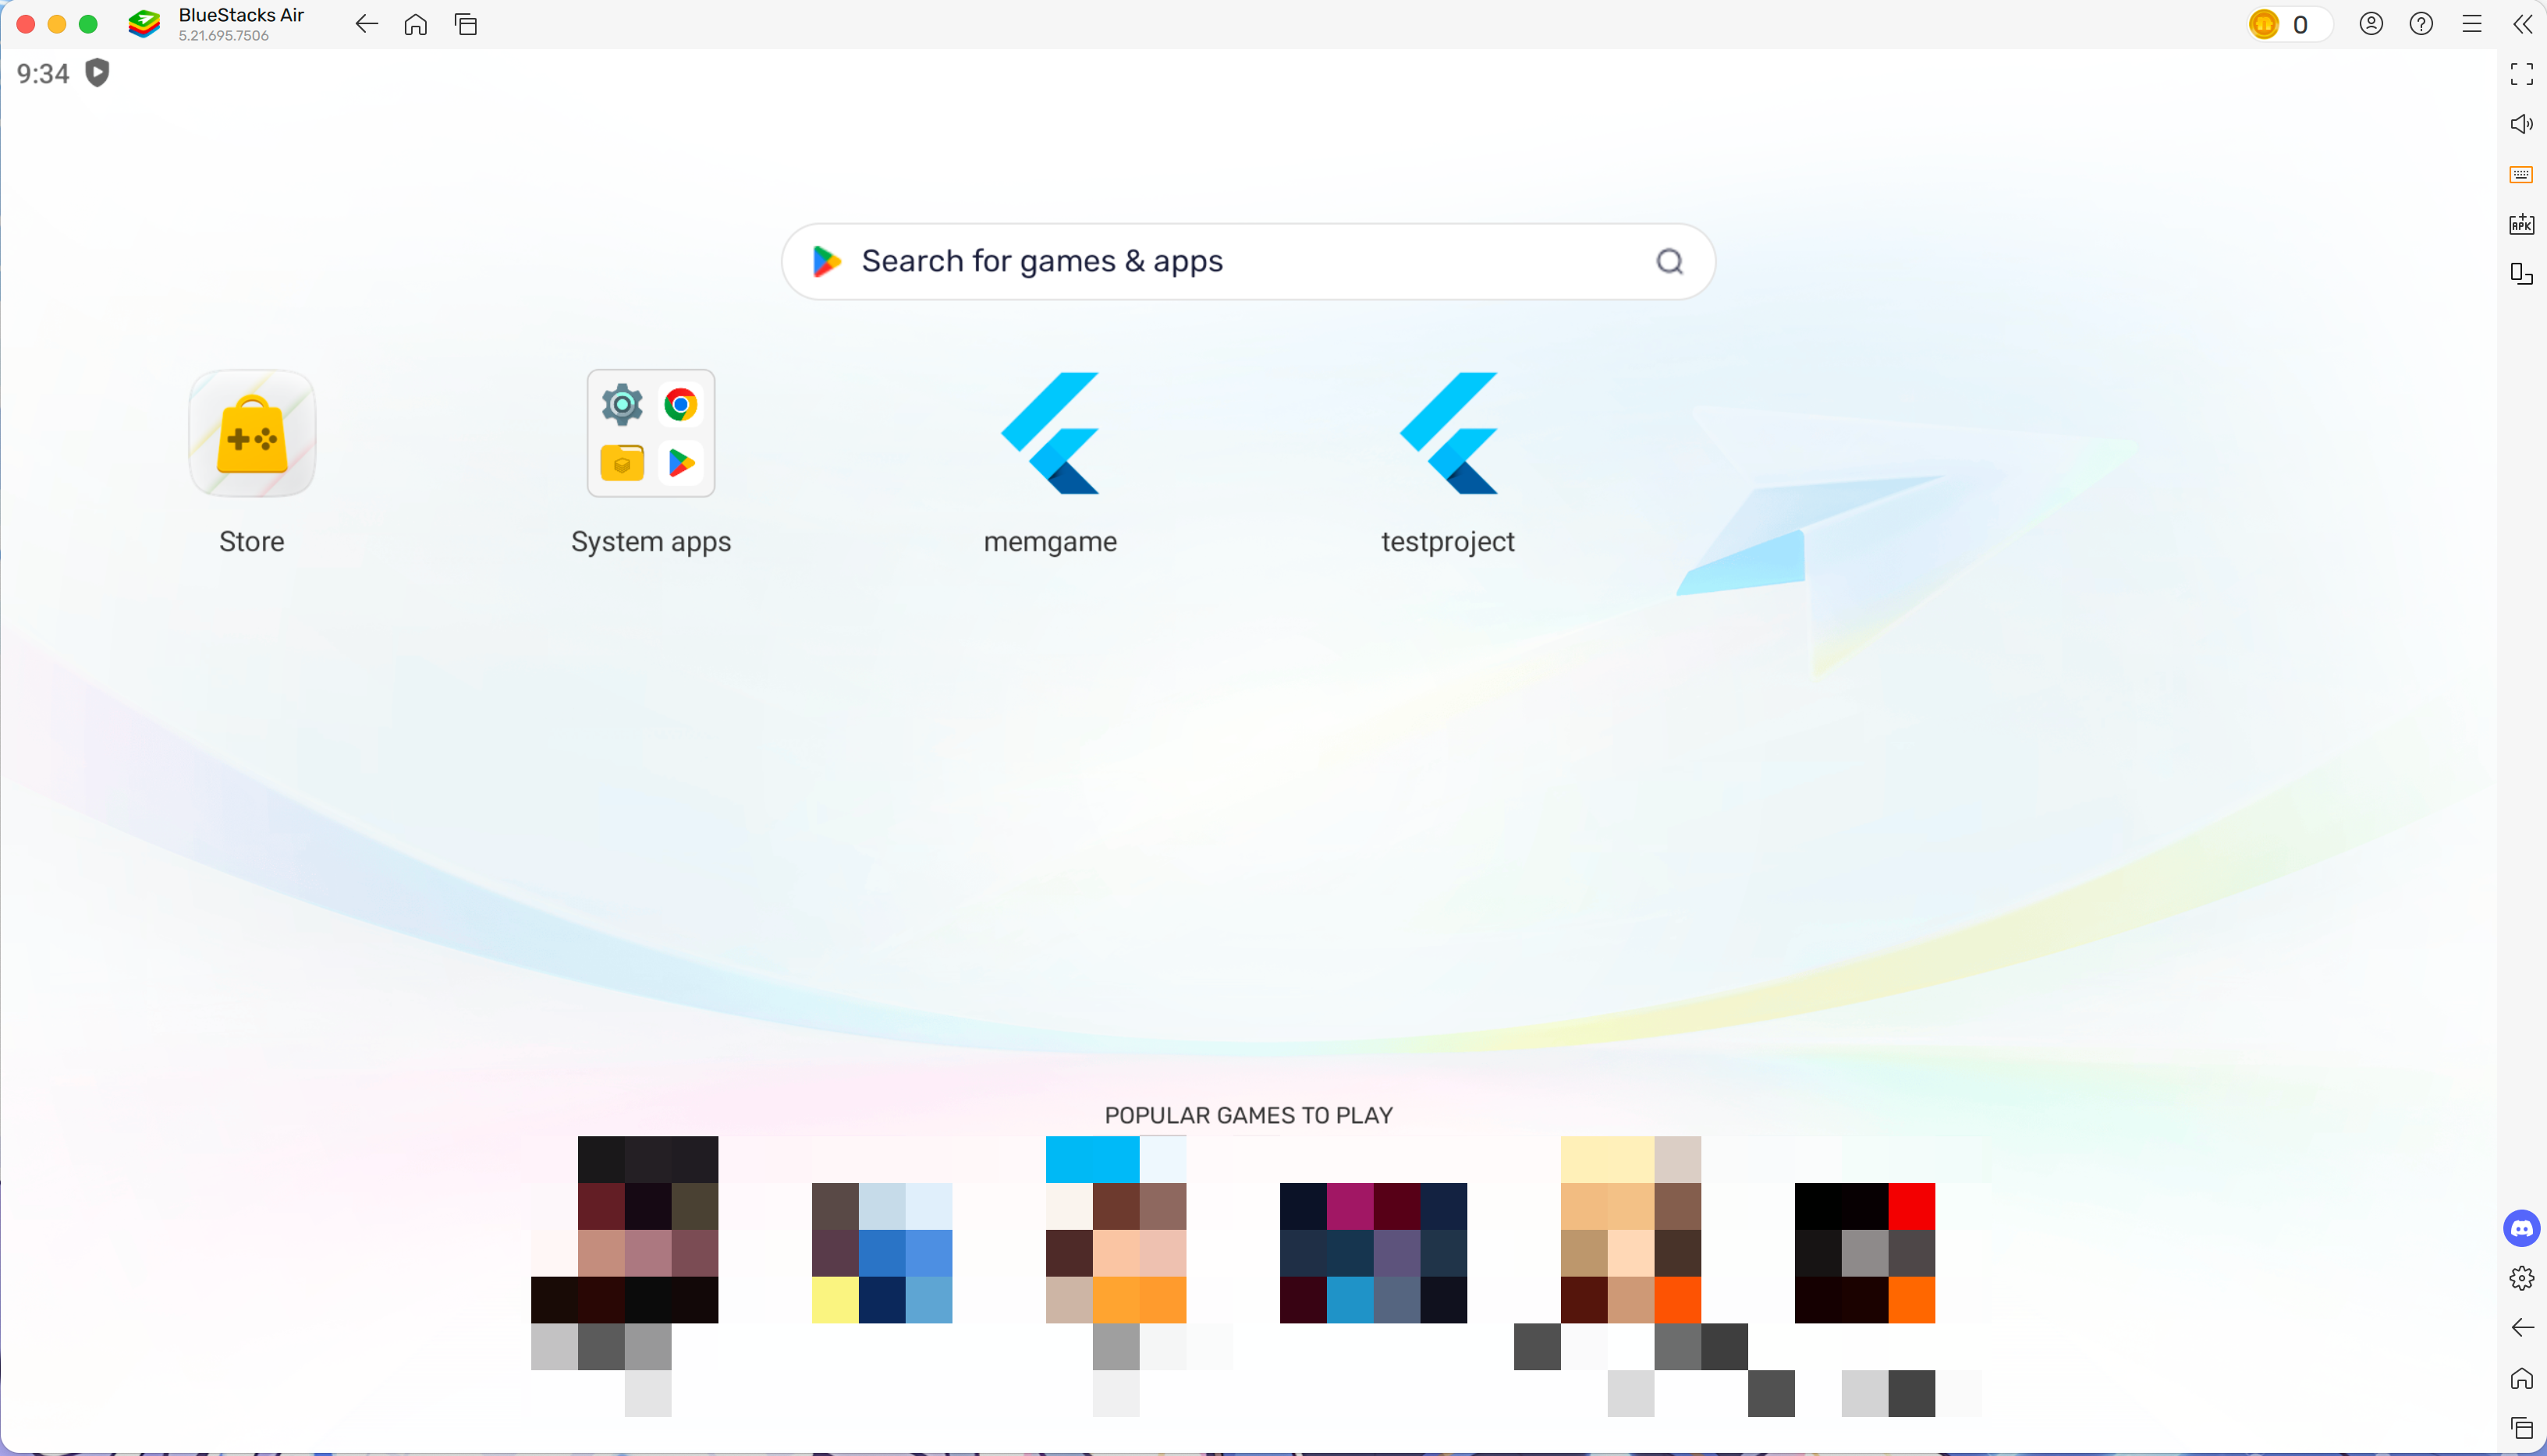 BlueStacks Air
5.21.695.7506
0
9:34
APK
Search for games & apps
Store
System apps
memgame
testproject
POPULAR GAMES TO PLAY